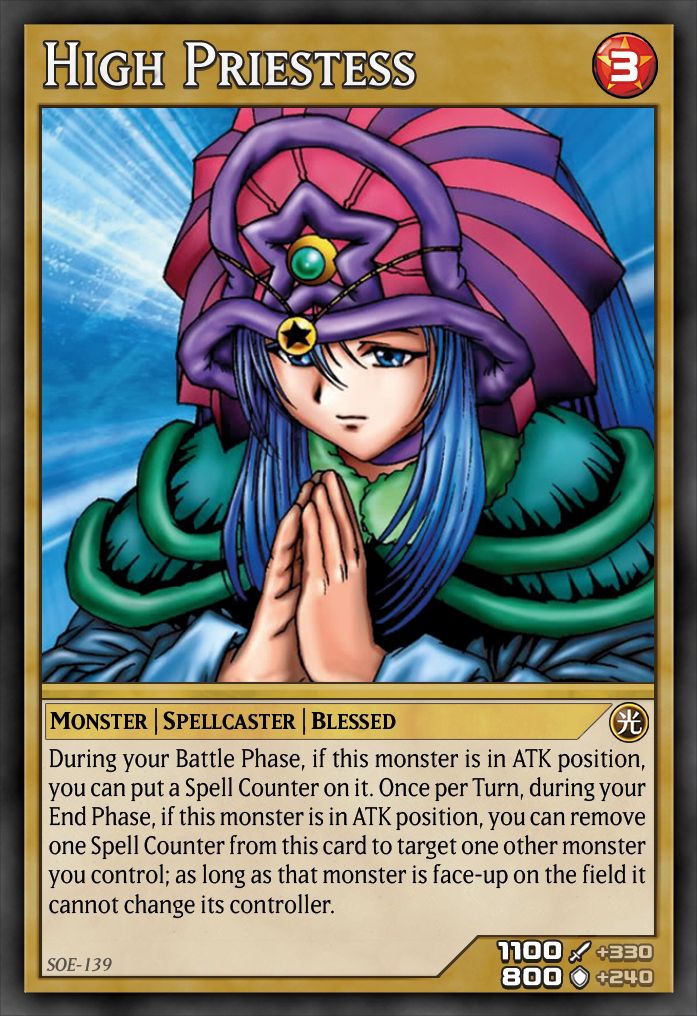 High Priestess
3
Monster | Spellcaster | Blessed
光
During your Battle Phase, if this monster is in ATK position,
you can put a Spell Counter on it. Once per Turn, during your
End Phase, if this monster is in ATK position, you can remove
one Spell Counter from this card to target one other monster
you control; as long as that monster is face-up on the field it
cannot change its controller.
1100 +330
800 +240
SOE-139